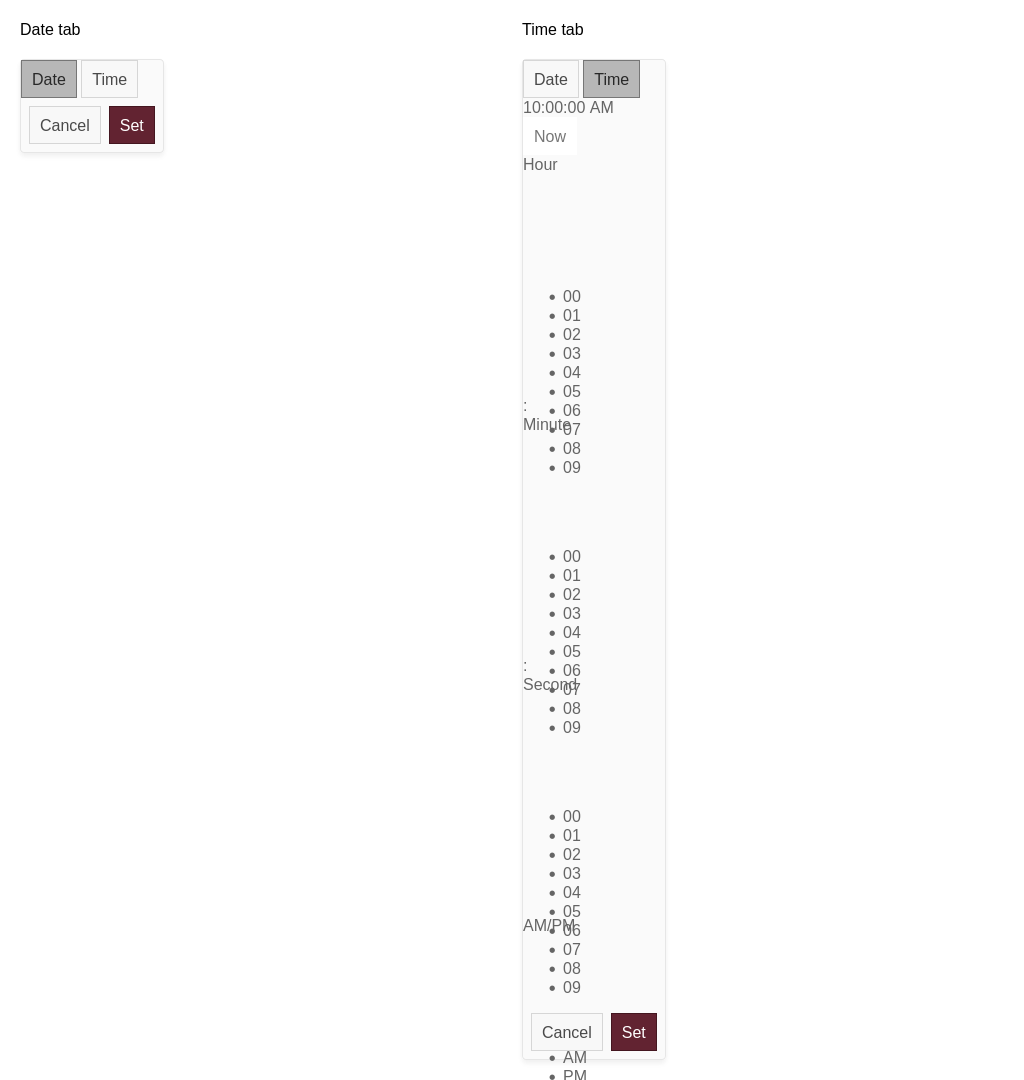 Date tab
Date Time
Cancel Set
Time tab
Date Time
10:00:00 AM
Now
Hour
00
01
02
03
04
05
06
07
08
09
:
Minute
00
01
02
03
04
05
06
07
08
09
:
Second
00
01
02
03
04
05
06
07
08
09
AM/PM
Cancel Set
AM
PM